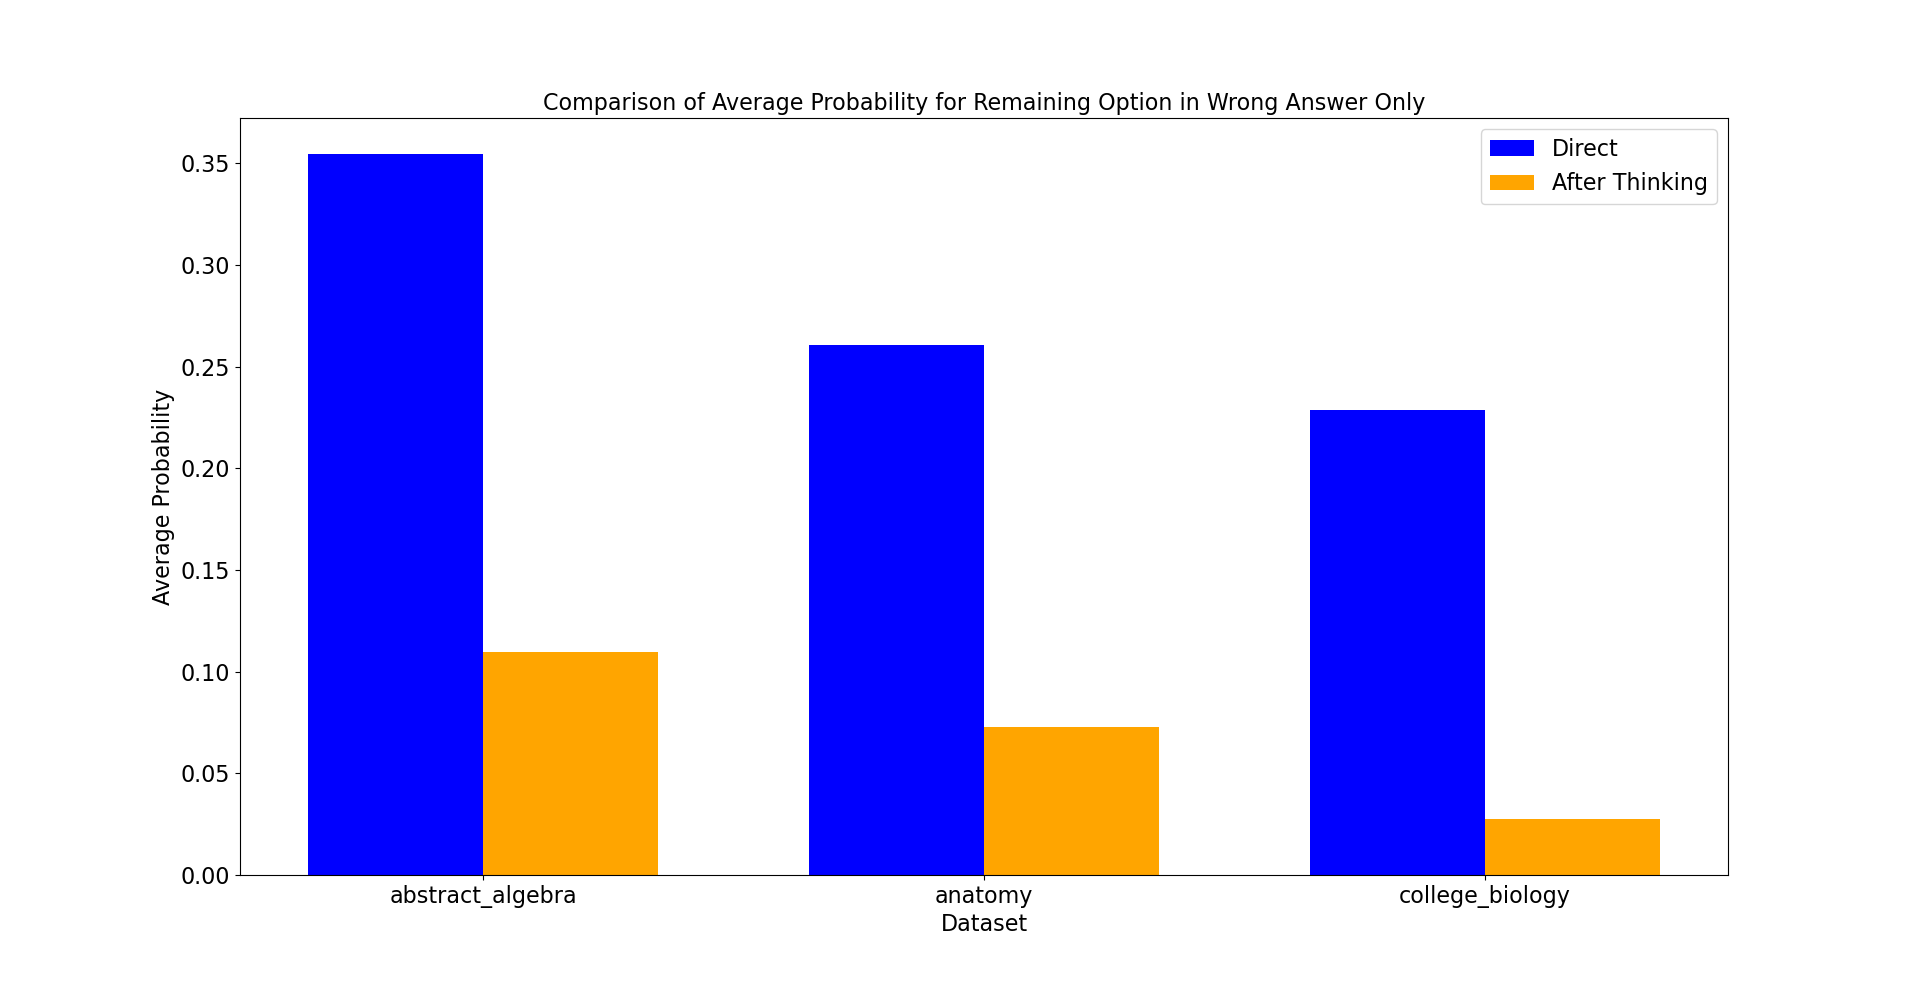 Comparison of Average Probability for Remaining Option in Wrong Answer Only
Direct
After Thinking
Average Probability
0.35
0.30
0.25
0.20
0.15
0.10
0.05
0.00
abstract_algebra
anatomy
college_biology
Dataset